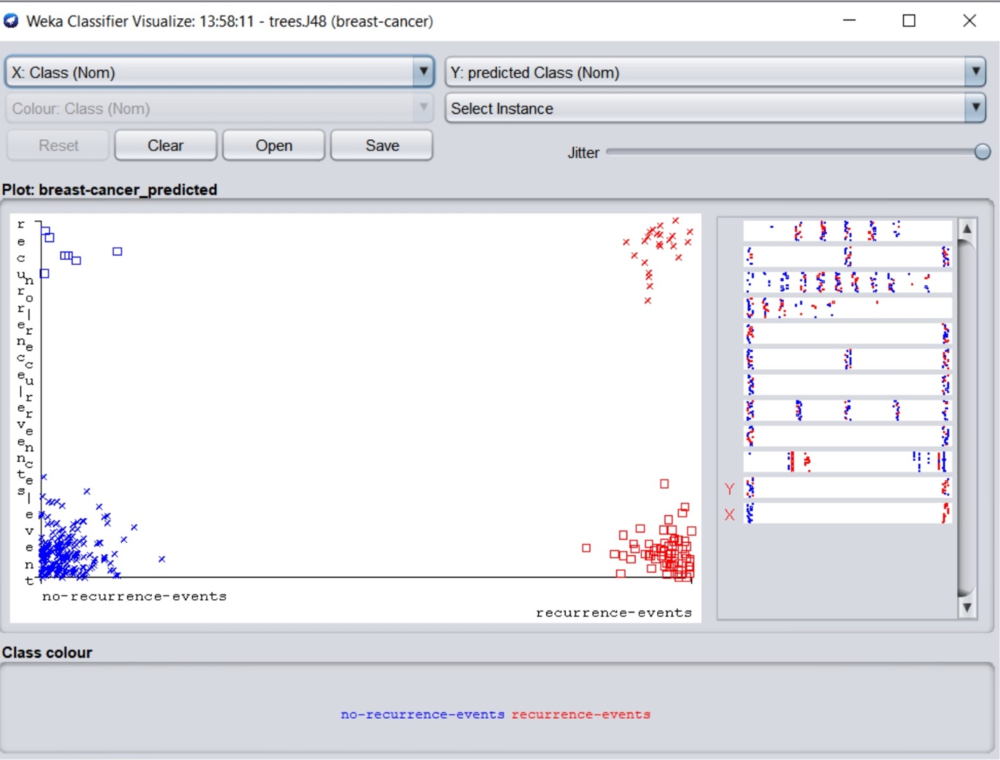 Weka Classifier Visualize: 13:58:11 - trees.J48 (breast-cancer)
X: Class (Nom)
Y: predicted Class (Nom)
Colour: Class (Nom)
Select Instance
Reset
Clear
Open
Save
Jitter
Plot: breast-cancer_predicted
recurrence-events
no-recurrence-event
no-recurrence-events
recurrence-events
Y
X
Class colour
no-recurrence-events recurrence-events